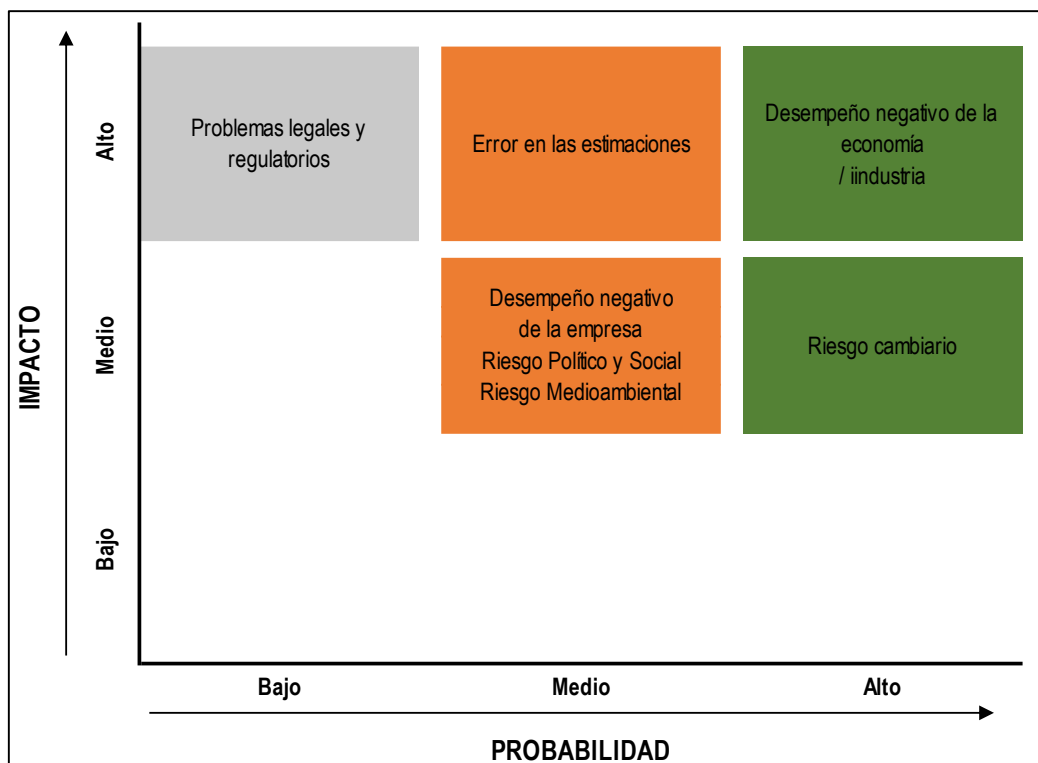 IMPACTO
Alto
Medio
Bajo
Problemas legales y
regulatorios
Error en las estimaciones
Desempeño negativo de la
economía
/ iindustria
Desempeño negativo
de la empresa
Riesgo Político y Social
Riesgo Medioambiental
Riesgo cambiario
Bajo
Medio
Alto
PROBABILIDAD